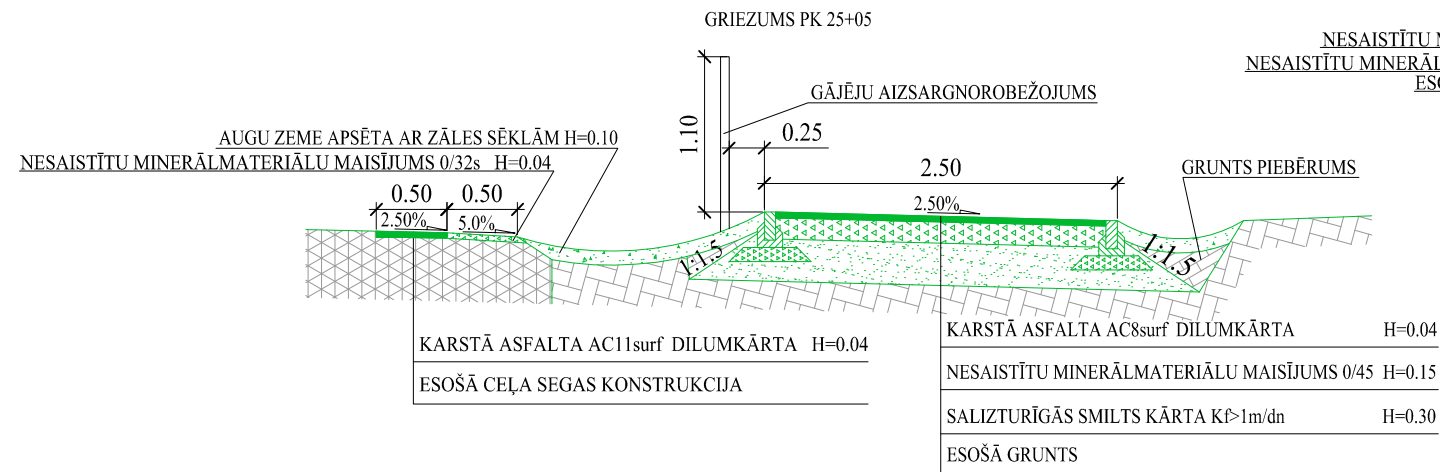 GRIEZUMS PK 25+05
NESAISTĪTU
NESAISTĪTU
GĀJĒJU AIZSARGNOROBEŽOJUMS
1.10
0.25
AUGU ZEME APSĒTA AR ZĀLES SĒKLĀM H=0.10
NESAISTĪTU MINERĀLMATERIĀLU MAISĪJUMS 0/32s H=0.04
2.50
GRUNTS PIEBĒRUMS
0.50 0.50
2.50% 5.0%
2.50%
1:1.5
1:1.5
KARSTĀ ASFALTA AC11surf DILUMKĀRTA H=0.04
ESOŠĀ CEĻA SEGAS KONSTRUKCIJA
KARSTĀ ASFALTA AC8surf DILUMKĀRTA H=0.04
NESAISTĪTU MINERĀLMATERIĀLU MAISĪJUMS 0/45 H=0.15
SALIZTURĪGĀS SMILTS KĀRTA Kf>1m/dn H=0.30
ESOŠĀ GRUNTS